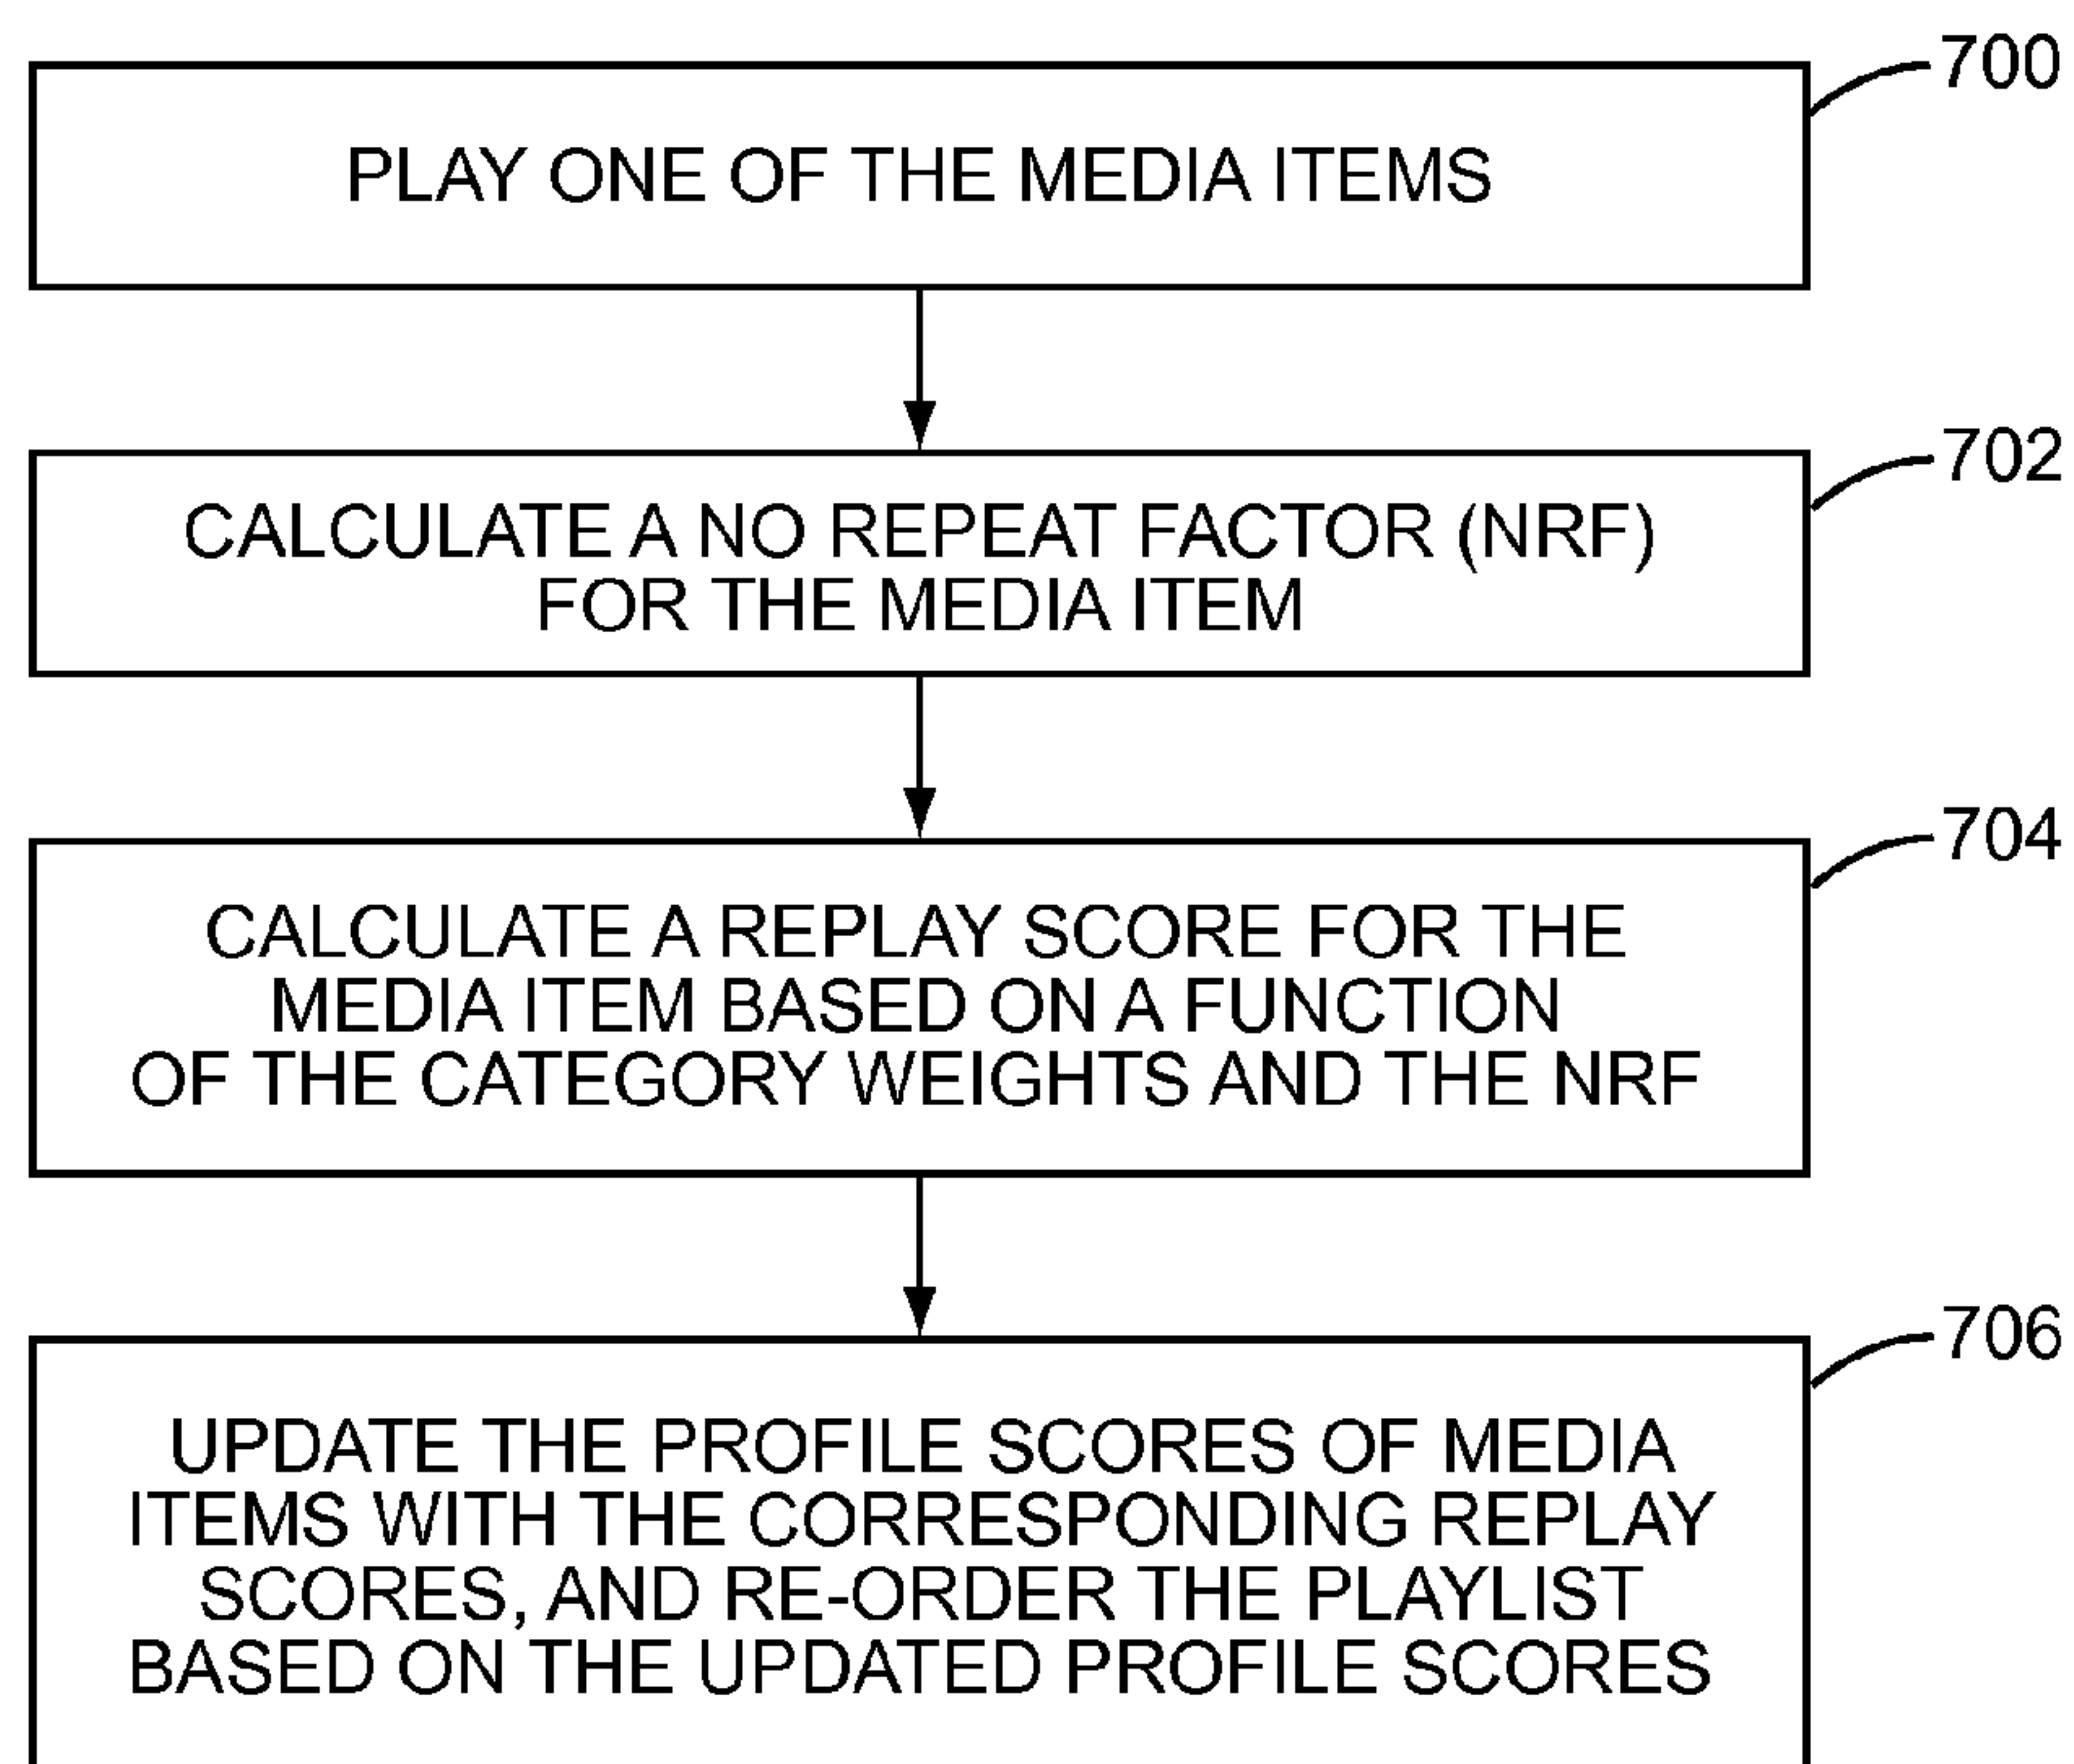 700
PLAY ONE OF THE MEDIA ITEMS
702
CALCULATE A NO REPEAT FACTOR (NRF)
FOR THE MEDIA ITEM
704
CALCULATE A REPLAY SCORE FOR THE
MEDIA ITEM BASED ON A FUNCTION
OF THE CATEGORY WEIGHTS AND THE NRF
706
UPDATE THE PROFILE SCORES OF MEDIA
ITEMS WITH THE CORRESPONDING REPLAY
SCORES, AND RE-ORDER THE PLAYLIST
BASED ON THE UPDATED PROFILE SCORES